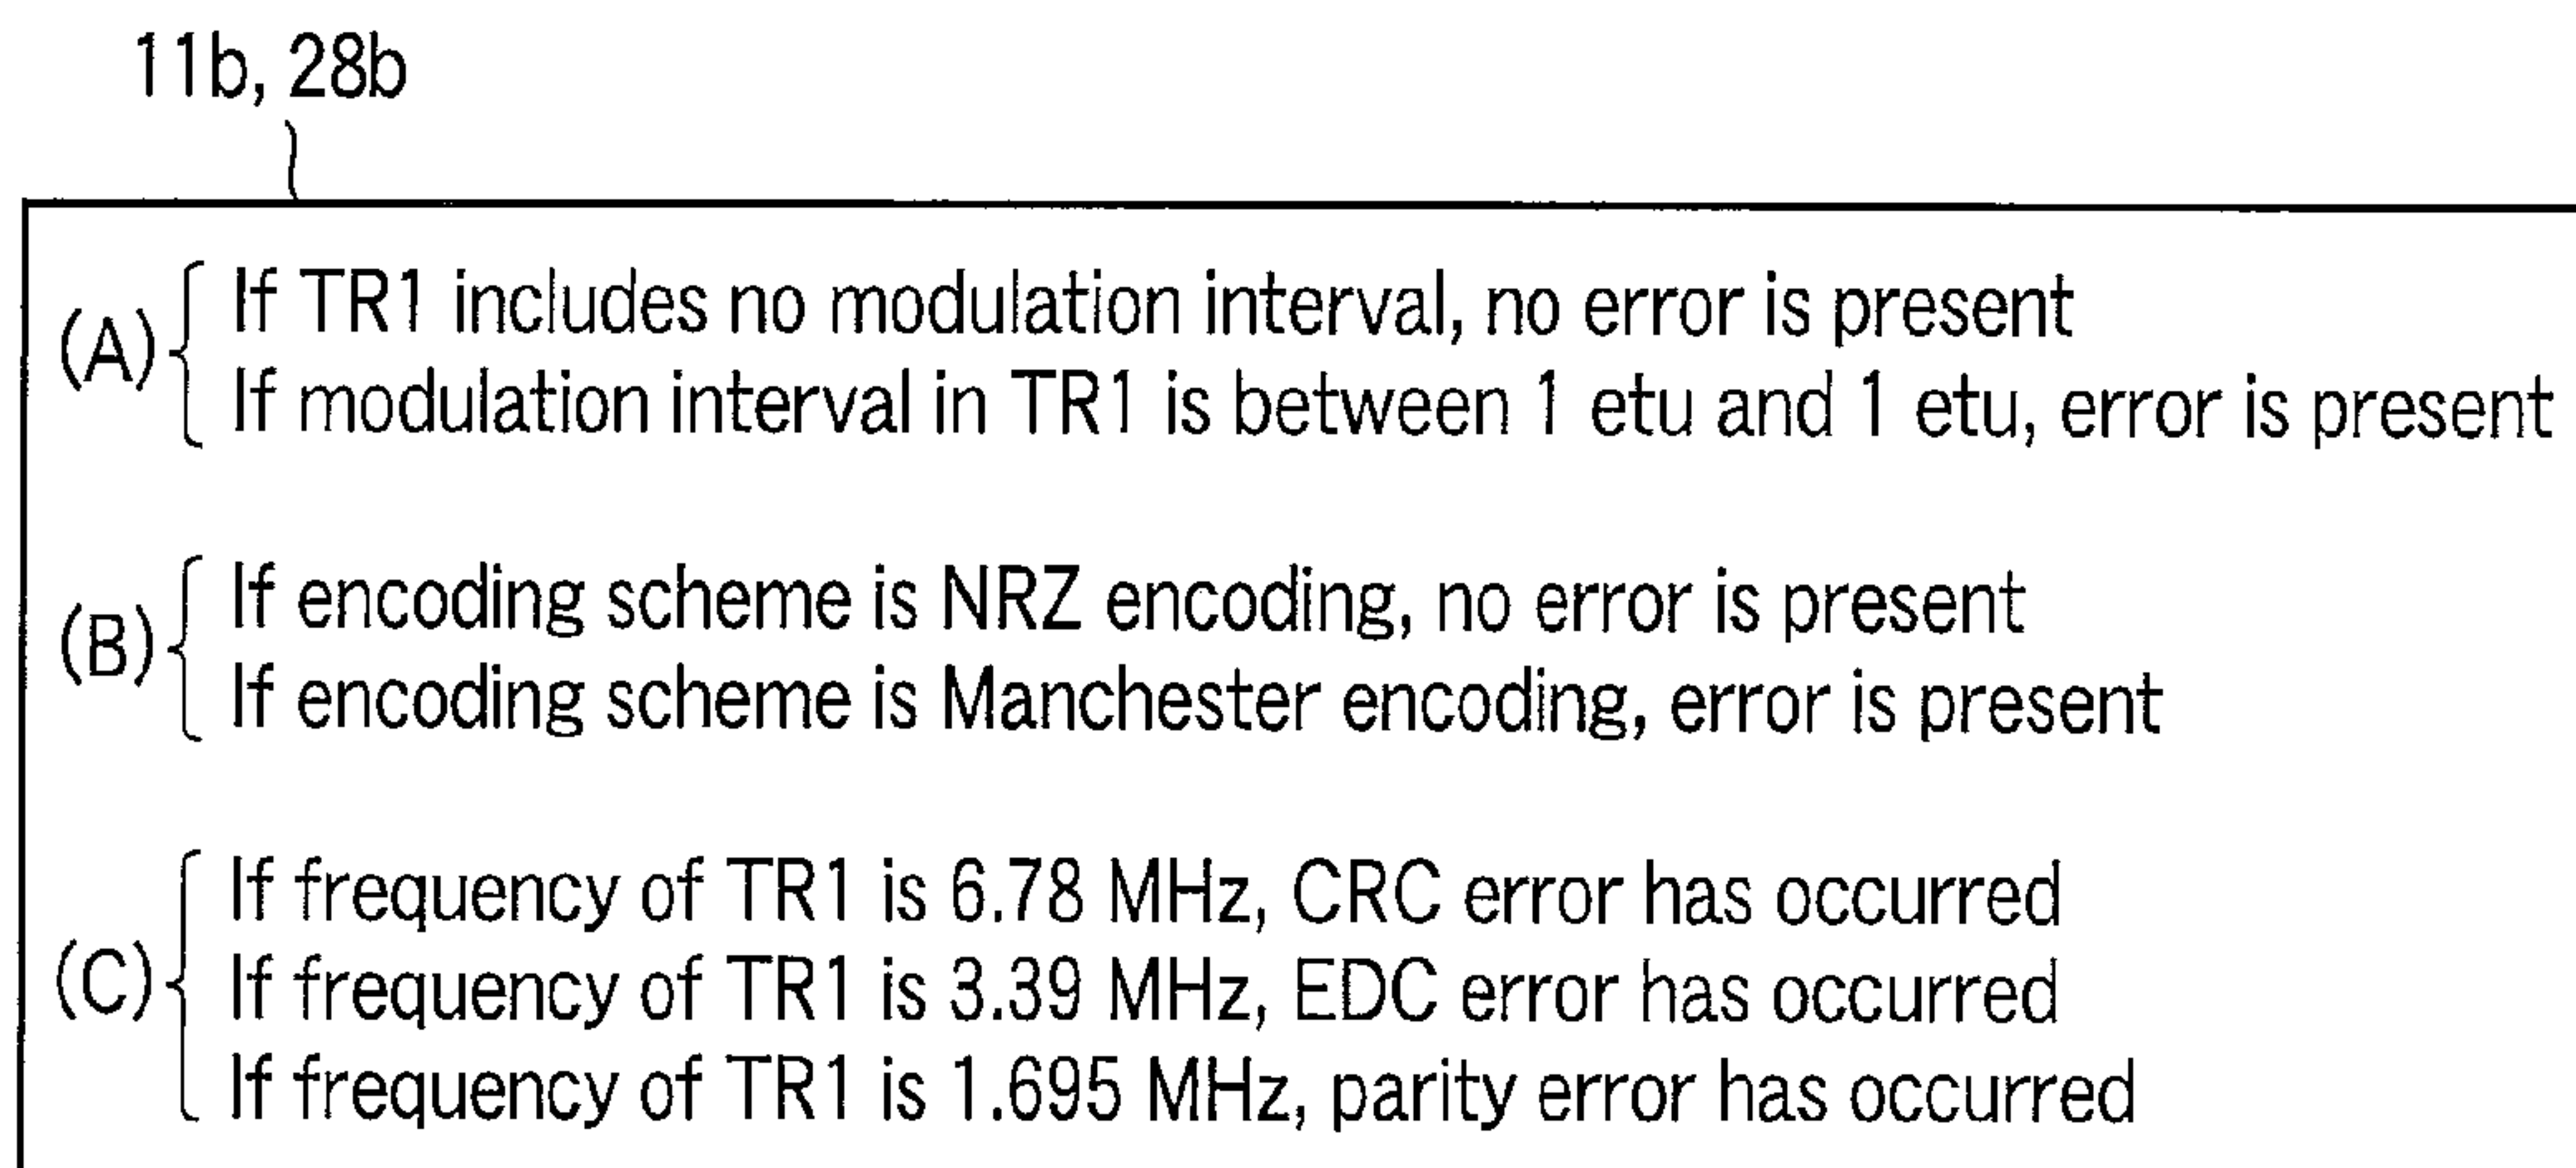 11b, 28b
(A) If TR1 includes no modulation interval, no error is present
If modulation interval in TR1 is between 1 etu and 1 etu, error is present
(B) If encoding scheme is NRZ encoding, no error is present
If encoding scheme is Manchester encoding, error is present
(C) If frequency of TR1 is 6.78 MHz, CRC error has occurred
If frequency of TR1 is 3.39 MHz, EDC error has occurred
If frequency of TR1 is 1.695 MHz, parity error has occurred